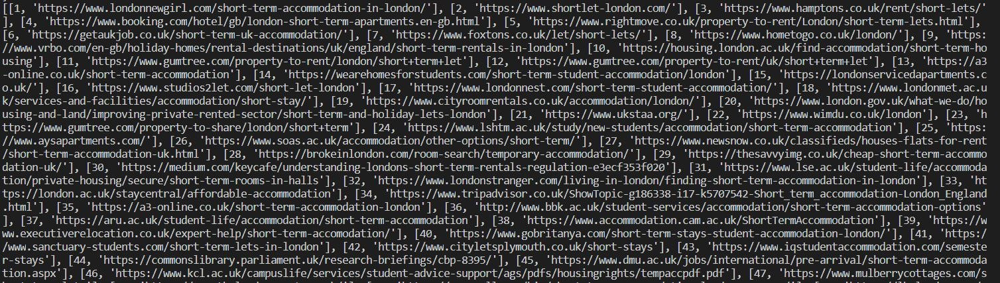 [[1, 'https://www.londonnewgirl.com/short-term-accommodation-in-london/'], [2, 'https://www.shortlet-london.com/'], [3, 'https://www.hamptons.co.uk/rent/short-lets/'
], [4, 'https://www.booking.com/hotel/gb/london-short-term-apartments.en-gb.html'], [5, 'https://www.rightmove.co.uk/property-to-rent/London/short-term-lets.html'],
[6, 'https://getaukjob.co.uk/short-term-uk-accommodation/'], [7, 'https://www.foxtons.co.uk/let/short-lets/'], [8, 'https://www.hometogo.co.uk/london/'], [9, 'https:
//www.vrbo.com/en-gb/holiday-homes/rental-destinations/uk/england/short-term-rentals-in-london'], [10, 'https://housing.london.ac.uk/find-accommodation/short-term-ho
using'], [11, 'https://www.gumtree.com/property-to-rent/london/short+term+let'], [12, 'https://www.gumtree.com/property-to-rent/uk/short+term+let'], [13, 'https://a3
-online.co.uk/short-term-accommodation'], [14, 'https://wearehomesforstudents.com/short-term-student-accommodation/london'], [15, 'https://londonservicedapartments.c
o.uk/'], [16, 'https://www.studios2let.com/short-let-london'], [17, 'https://www.londonnest.com/short-term-student-accommodation/'], [18, 'https://www.londonmet.ac.u
k/services-and-facilities/accommodation/short-stay/'], [19, 'https://www.cityroomrentals.co.uk/accommodation/london/'], [20, 'https://www.london.gov.uk/what-we-do/ho
using-and-land/improving-private-rented-sector/short-term-and-holiday-lets-london'], [21, 'https://www.ukstaa.org/'], [22, 'https://www.wimdu.co.uk/london'], [23, 'h
ttps://www.gumtree.com/property-to-share/london/short+term'], [24, 'https://www.lshtm.ac.uk/study/new-students/accommodation/short-term-accommodation'], [25, 'https:
//www.aysapartments.com/'], [26, 'https://www.soas.ac.uk/accommodation/other-options/short-term/'], [27, 'https://www.newsnow.co.uk/classifieds/houses-flats-for-rent
/short-term-accommodation-uk.html'], [28, 'https://brokeinlondon.com/room-search/temporary-accommodation/'], [29, 'https://thesavvyimg.co.uk/cheap-short-term-accommo
dation-uk/'], [30, 'https://medium.com/keycafe/understanding-londons-short-term-rentals-regulation-e3ecf353f020'], [31, 'https://www.lse.ac.uk/student-life/accommoda
tion/private-housing/secure/short-term-rooms-in-halls'], [32, 'https://www.londonstranger.com/living-in-london/finding-short-term-accommodation-in-london'], [33, 'ht
tps://london.ac.uk/staycentral/affordable-accommodation'], [34, 'https://www.tripadvisor.co.uk/ShowTopic-g186338-i17-k5707542-Short_term_accommodation-London_England
.html'], [35, 'https://a3-online.co.uk/short-term-accommodation-london'], [36, 'http://www.bbk.ac.uk/student-services/accommodation/short-term-accommodation-options'
], [37, 'https://aru.ac.uk/student-life/accommodation/short-term-accommodation'], [38, 'https://www.accommodation.cam.ac.uk/ShortTermAccommodation'], [39, 'https://w
ww.executiverelocation.co.uk/expert-help/short-term-accomodation/'], [40, 'https://www.gobritanya.com/short-term-stays-student-accommodation-london/'], [41, 'https:/
/www.sanctuary-students.com/short-term-lets-in-london'], [42, 'https://www.cityletsplymouth.co.uk/short-stays'], [43, 'https://www.iqstudentaccommodation.com/semeste
r-stays'], [44, 'https://commonslibrary.parliament.uk/research-briefings/cbp-8395/'], [45, 'https://www.dmu.ac.uk/jobs/international/pre-arrival/short-term-accommoda
tion.aspx'], [46, 'https://www.kcl.ac.uk/campuslife/services/student-advice-support/ags/pdfs/housingrights/tempaccpdf.pdf'], [47, 'https://www.mulberrycottages.com/s